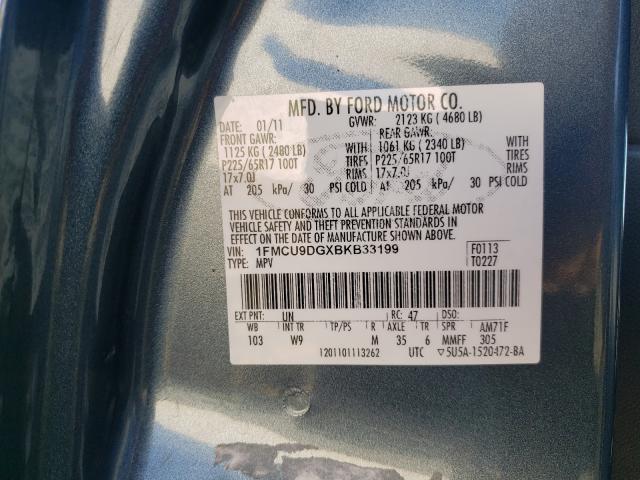 MFD. BY FORD MOTOR CO.
DATE: 01/11 GVWR: 2123 KG ( 4680 LB)
FRONT GAWR: REAR GAWR:
1125 KG ( 2480 LB) WITH 1061 KG ( 2340 LB) WITH
P225/65R17 100T TIRES P225/65R17 100T TIRES
17x7.0J RIMS 17x7.0J RIMS
AT 205 kPa/ 30 PSI COLD AT 205 kPa/ 30 PSI COLD
THIS VEHICLE CONFORMS TO ALL APPLICABLE FEDERAL MOTOR
VEHICLE SAFETY AND THEFT PREVENTION STANDARDS IN
EFFECT ON THE DATE OF MANUFACTURE SHOWN ABOVE.
VIN: 1FMCU9DGXBKB33199 F0113
TYPE: MPV T0227
EXT PNT: UN RC: 47 DSO:
WB INT TR TP/PS R AXLE TR SPR AM71F
103 W9 M 35 6 MMFF 305
1201101113262 UTC ▽5U5A-1520472-BA